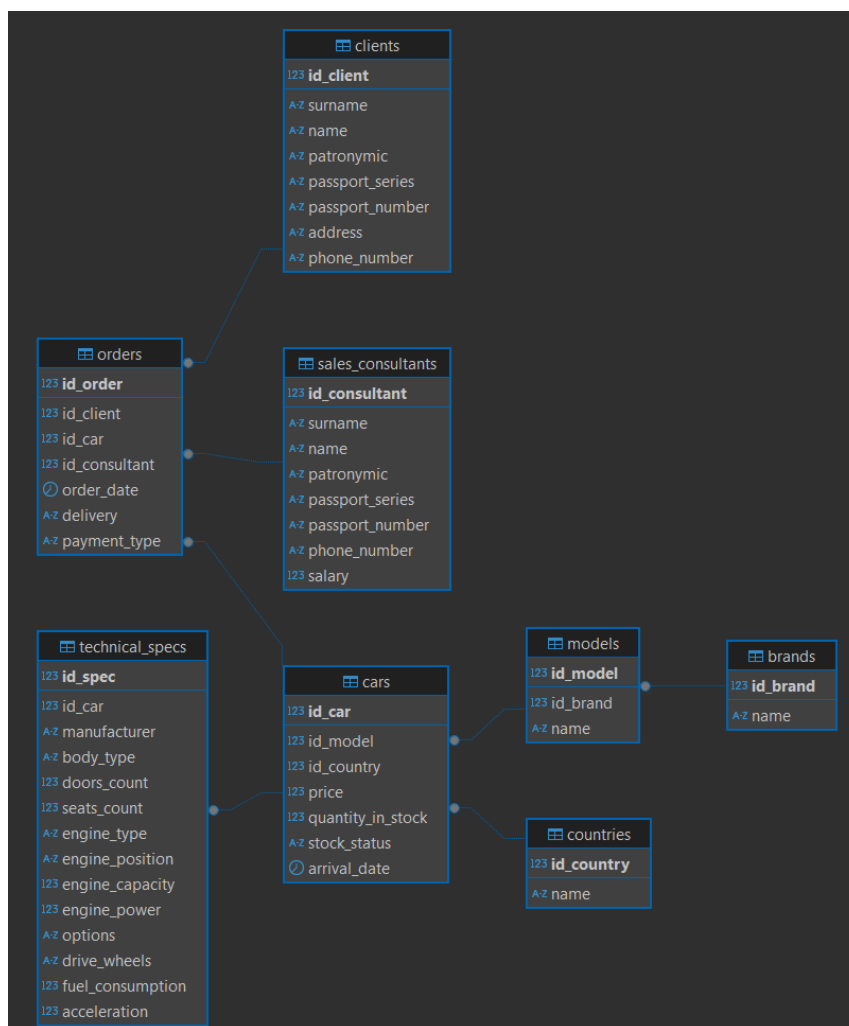 clients
123 id_client
A-Z surname
A-Z name
A-Z patronymic
A-Z passport_series
A-Z passport_number
A-Z address
A-Z phone_number
orders
123 id_order
123 id_client
123 id_car
123 id_consultant
order_date
A-Z delivery
A-Z payment_type
sales_consultants
123 id_consultant
A-Z surname
A-Z name
A-Z patronymic
A-Z passport_series
A-Z passport_number
A-Z phone_number
123 salary
technical_specs
123 id_spec
123 id_car
A-Z manufacturer
A-Z body_type
123 doors_count
123 seats_count
A-Z engine_type
A-Z engine_position
123 engine_capacity
123 engine_power
A-Z options
A-Z drive_wheels
123 fuel_consumption
123 acceleration
cars
123 id_car
123 id_model
123 id_country
123 price
123 quantity_in_stock
A-Z stock_status
arrival_date
models
123 id_model
123 id_brand
A-Z name
brands
123 id_brand
A-Z name
countries
123 id_country
A-Z name